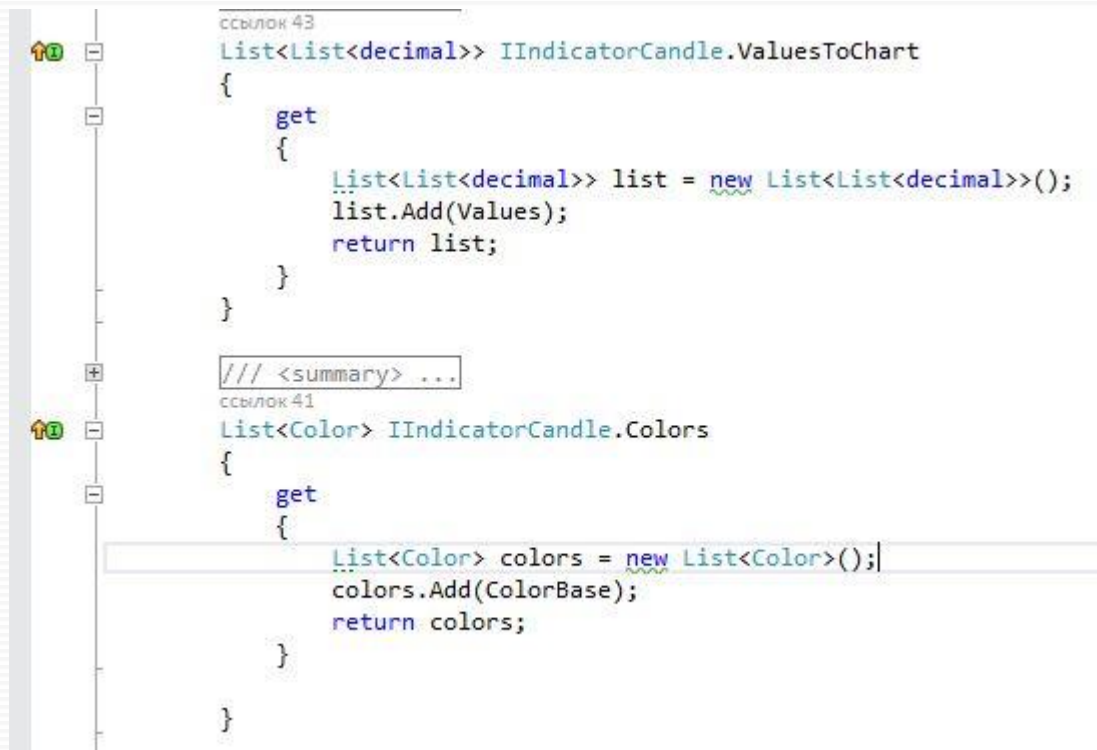 ссылок 43
List<List<decimal>> IIndicatorCandle.ValuesToChart
{
get
{
List<List<decimal>> list = new List<List<decimal>>();
list.Add(Values);
return list;
}
}
/// <summary> ...
ссылок 41
List<Color> IIndicatorCandle.Colors
{
get
{
List<Color> colors = new List<Color>();
colors.Add(ColorBase);
return colors;
}
}